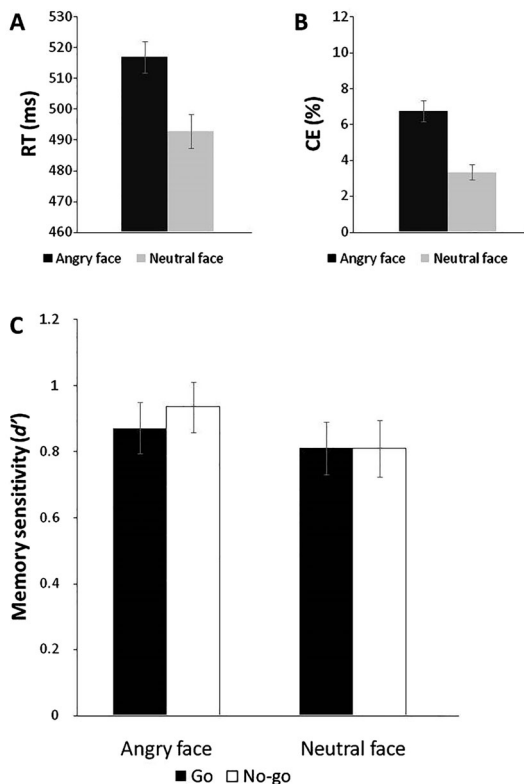 A
RT (ms)
530
520
510
500
490
480
470
460
Angry face Neutral face
B
CE (%)
12
10
8
6
4
2
0
Angry face Neutral face
C
Memory sensitivity (d')
1.2
1
0.8
0.6
0.4
0.2
0
Angry face Neutral face
Go No-go